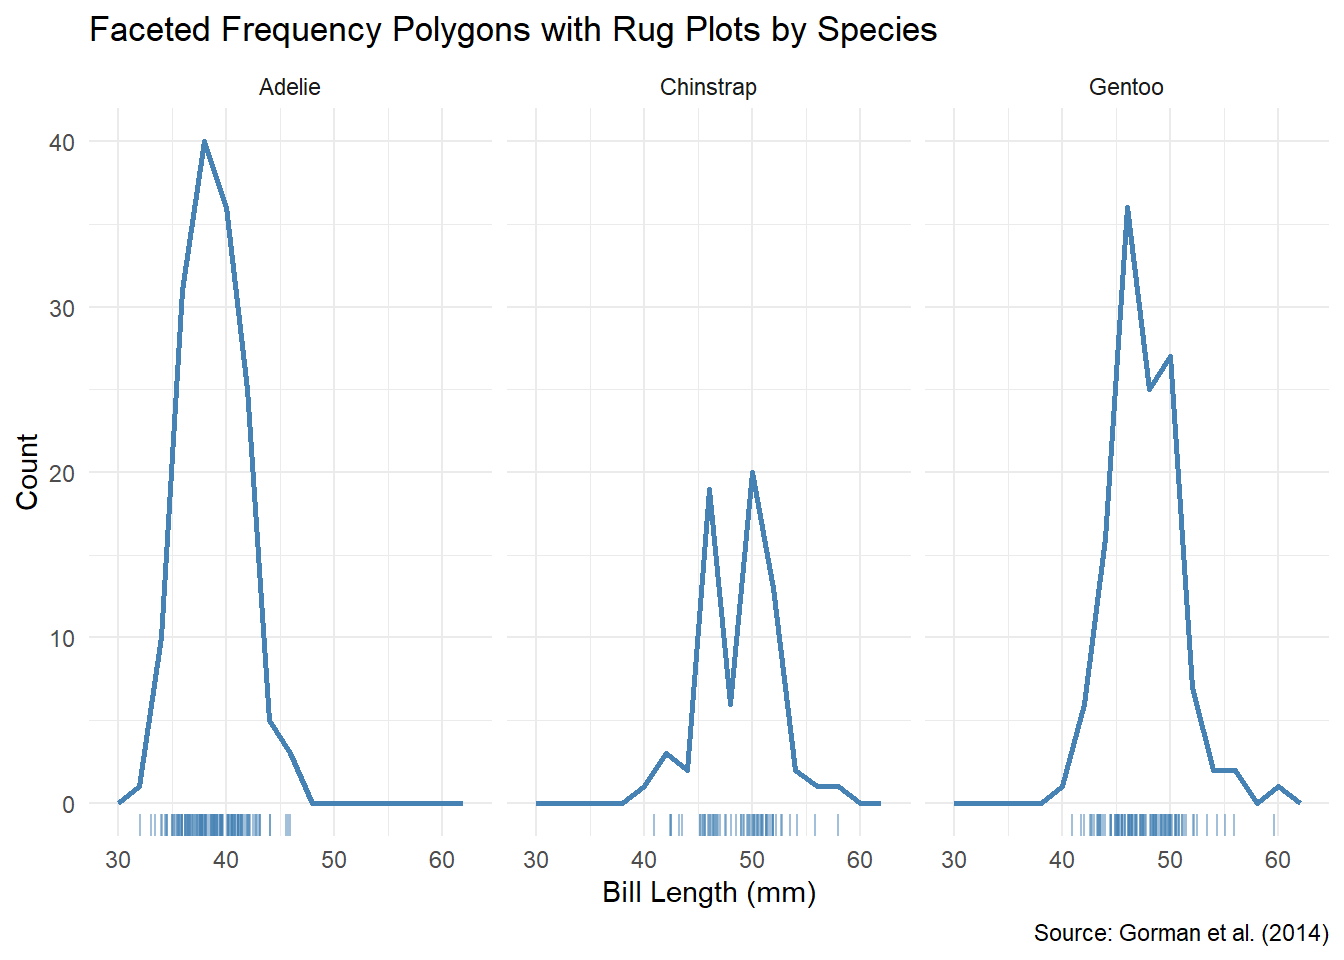 Faceted Frequency Polygons with Rug Plots by Species
Adelie Chinstrap Gentoo
40
30
20
10
0
Count
30 40 50 60 30 40 50 60 30 40 50 60
Bill Length (mm)
Source: Gorman et al. (2014)